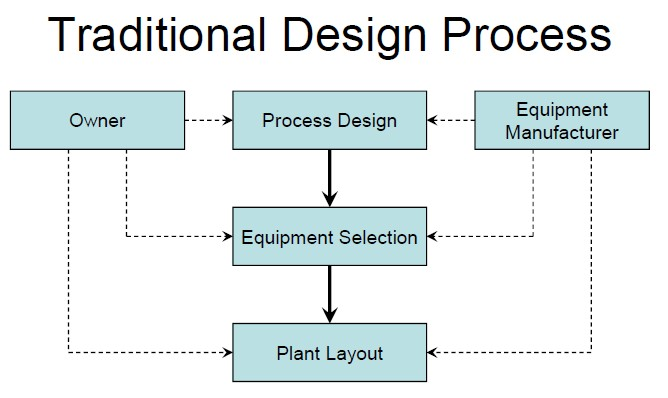 Traditional Design Process
Owner
Process Design
Equipment
Manufacturer
Equipment Selection
Plant Layout